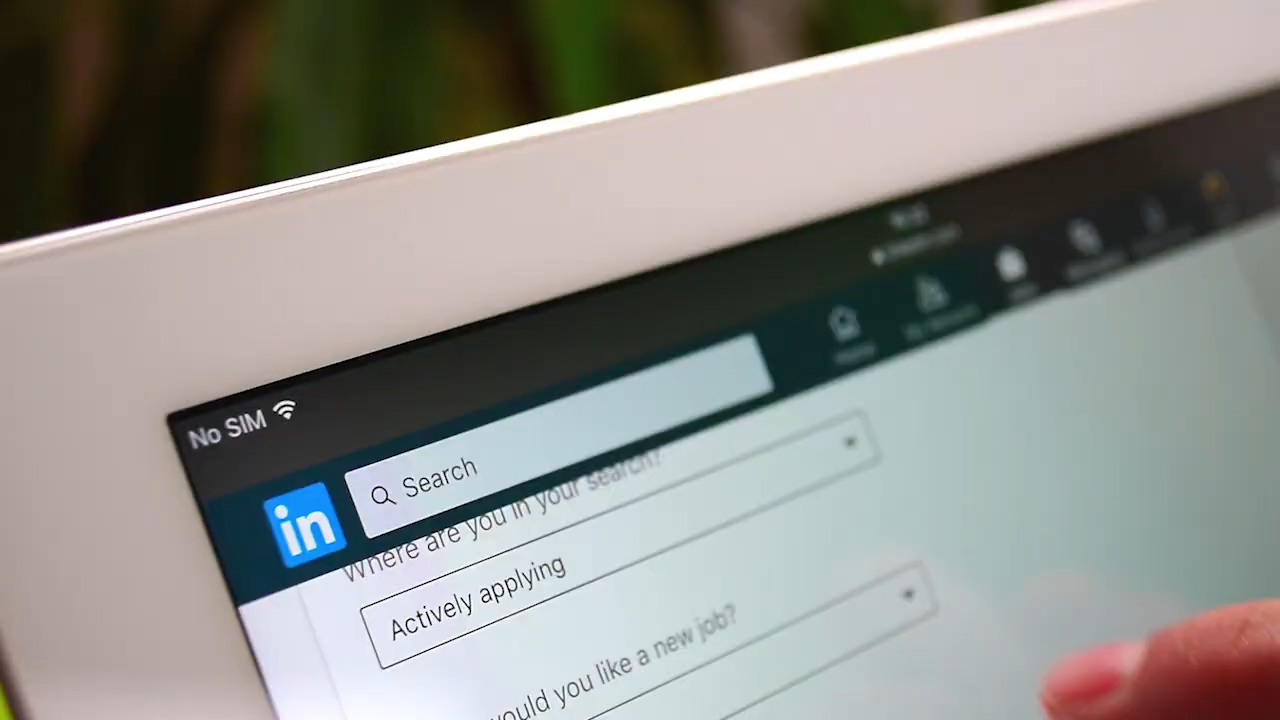 No SIM
in
Search
Where are you in your search?
Actively applying
would you like a new job?